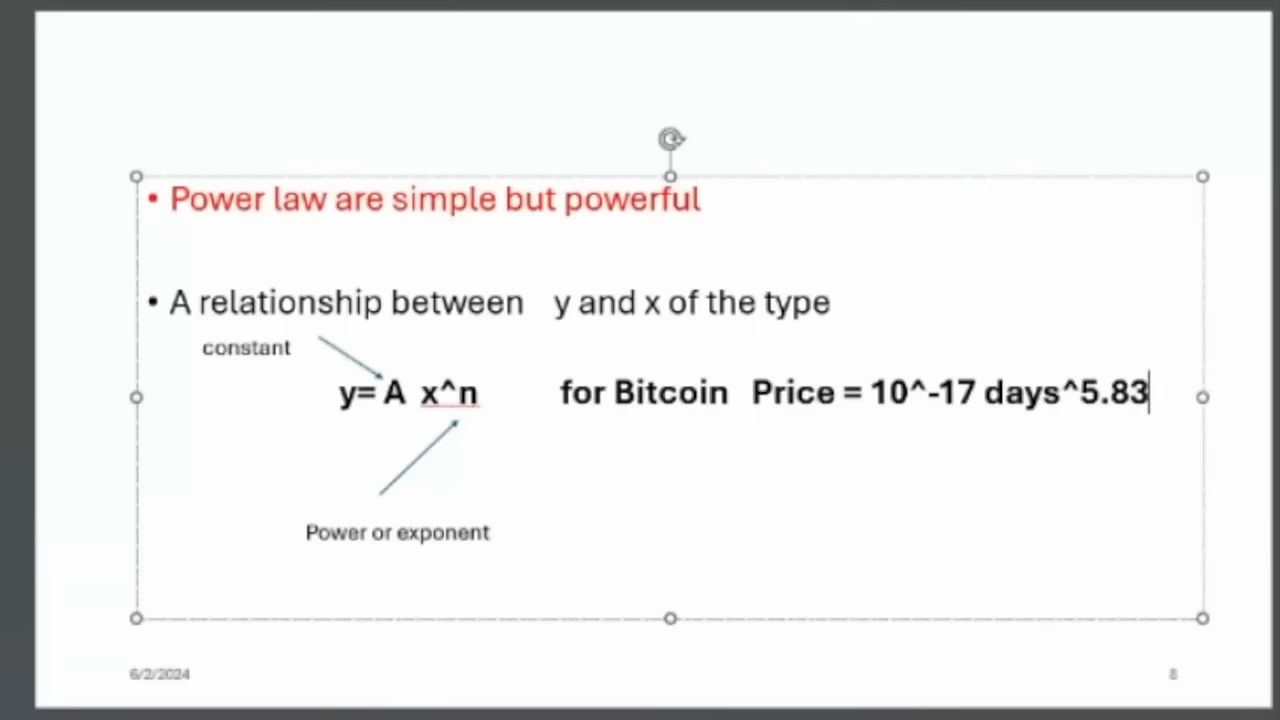 • Power law are simple but powerful
• A relationship between y and x of the type
constant
y= A x^n for Bitcoin Price = 10^-17 days^5.83
Power or exponent
6/2/2024
8